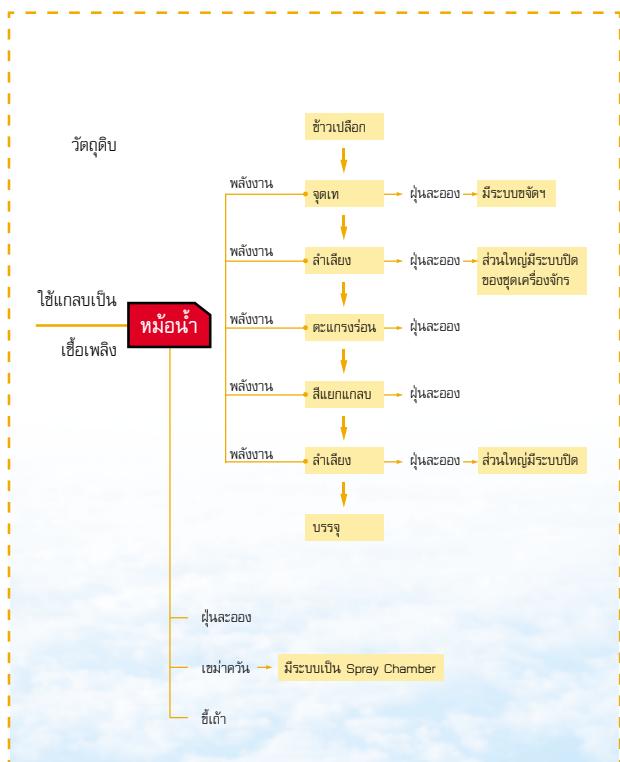 วัตถุดิบ
ข้าวเปลือก
พลังงาน
จุดเท
ฝุ่นละออง
มีระบบขจัดฯ
พลังงาน
ลำเลียง
ฝุ่นละออง
ส่วนใหญ่มีระบบปิด
ของชุดเครื่องจักร
ใช้แกลบเป็น
เชื้อเพลิง
หม้อน้ำ
พลังงาน
ตะแกรงร่อน
ฝุ่นละออง
พลังงาน
สีแยกแกลบ
ฝุ่นละออง
พลังงาน
ลำเลียง
ฝุ่นละออง
ส่วนใหญ่มีระบบปิด
บรรจุ
ฝุ่นละออง
เขม่าควัน
มีระบบเป็น Spray Chamber
ขี้เถ้า